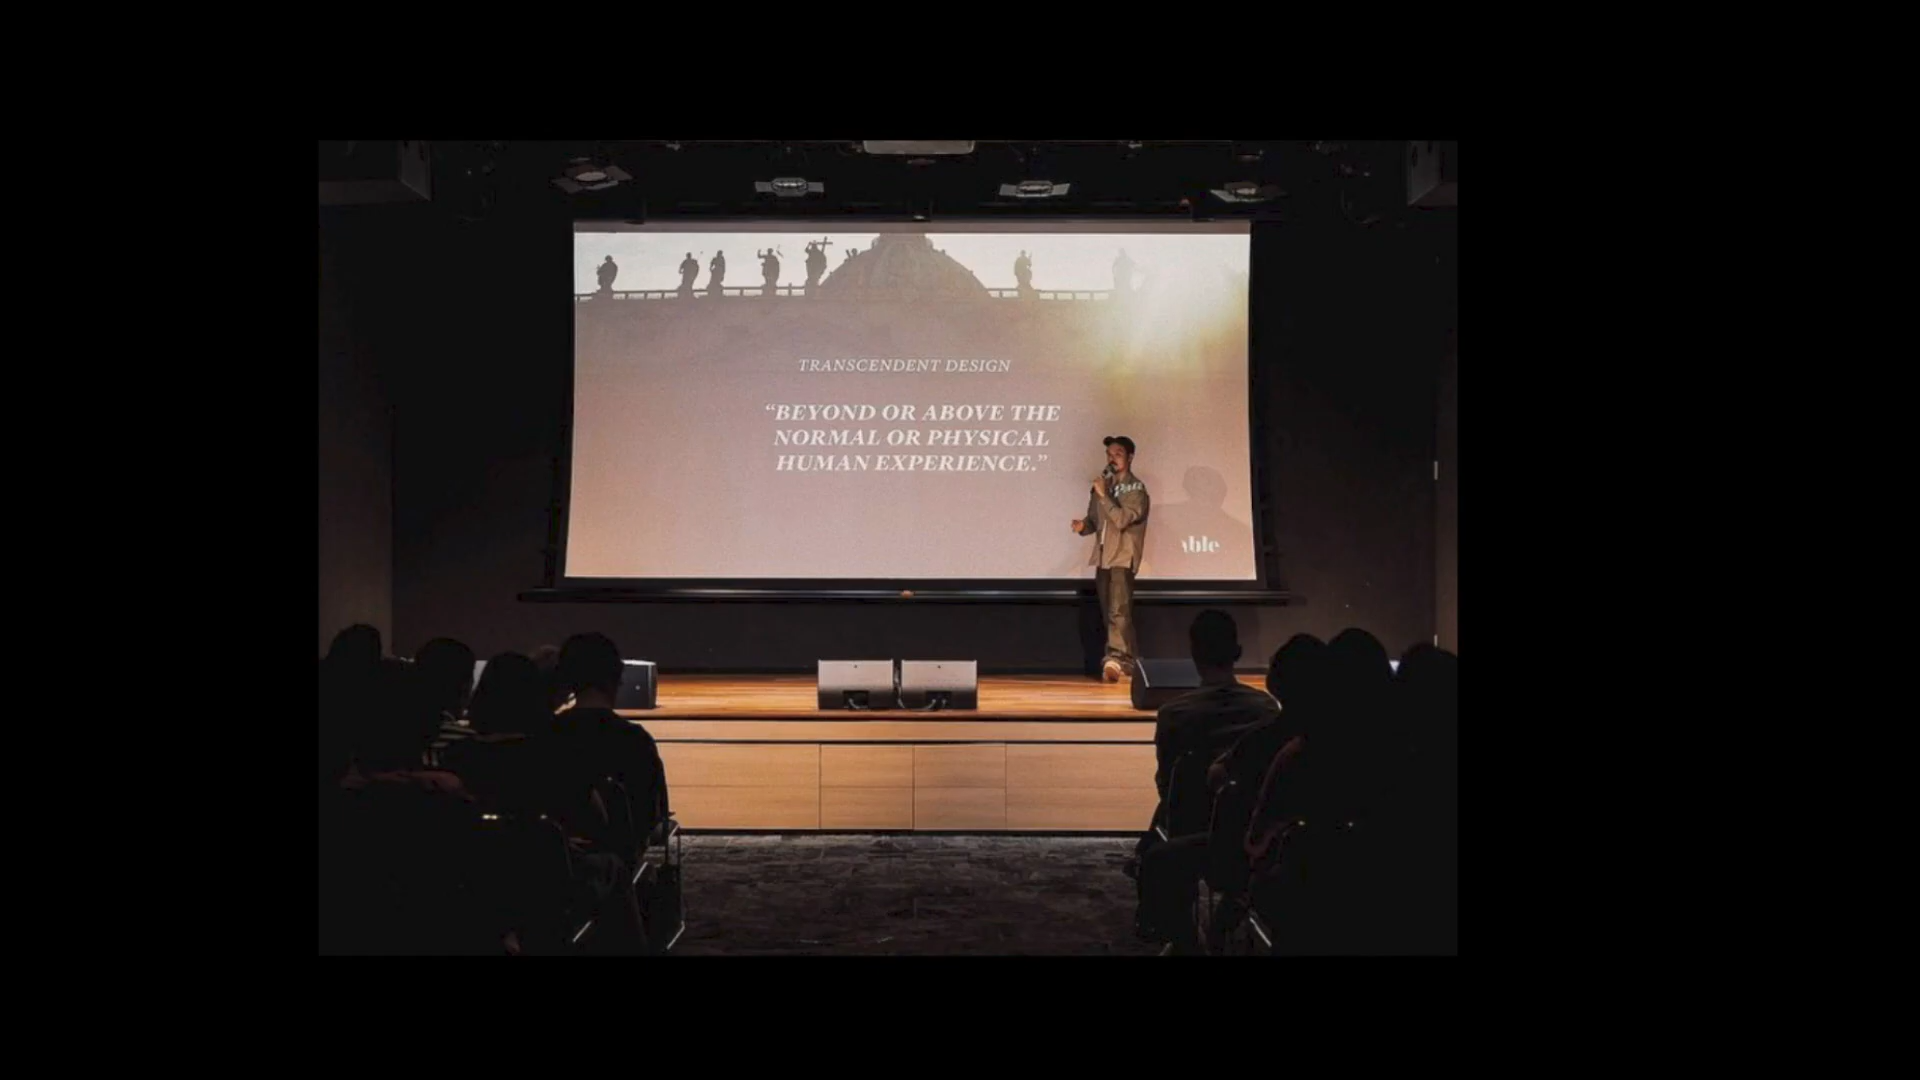 TRANSCENDENT DESIGN
“BEYOND OR ABOVE THE
NORMAL OR PHYSICAL
HUMAN EXPERIENCE.”